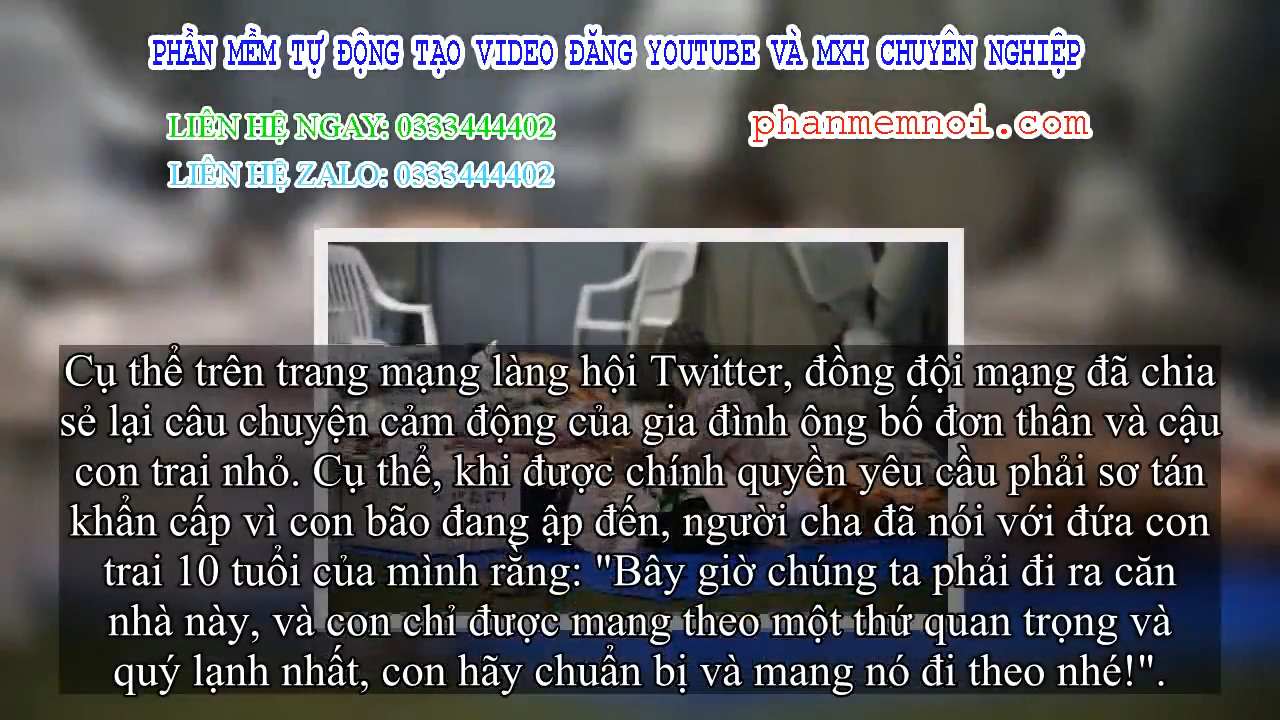 PHẦN MỀM TỰ ĐỘNG TẠO VIDEO ĐĂNG YOUTUBE VÀ MXH CHUYÊN NGHIỆP
LIÊN HỆ NGAY: 0333444402
phanmemnoi.com
LIÊN HỆ ZALO: 0333444402
Cụ thể trên trang mạng làng hội Twitter, đồng đội mạng đã chia
sẻ lại câu chuyện cảm động của gia đình ông bố đơn thân và cậu
con trai nhỏ. Cụ thể, khi được chính quyền yêu cầu phải sơ tán
khẩn cấp vì con bão đang ập đến, người cha đã nói với đứa con
trai 10 tuổi của mình rằng: "Bây giờ chúng ta phải đi ra căn
nhà này, và con chỉ được mang theo một thứ quan trọng và
quý lạnh nhất, con hãy chuẩn bị và mang nó đi theo nhé!".